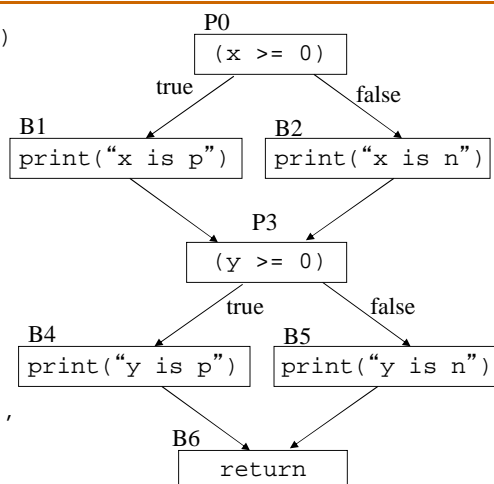 )
P0
(x >= 0)
true false
B1 B2
print(“x is p”) print(“x is n”)
P3
(y >= 0)
true false
B4 B5
print(“y is p”) print(“y is n”)
,
B6
return